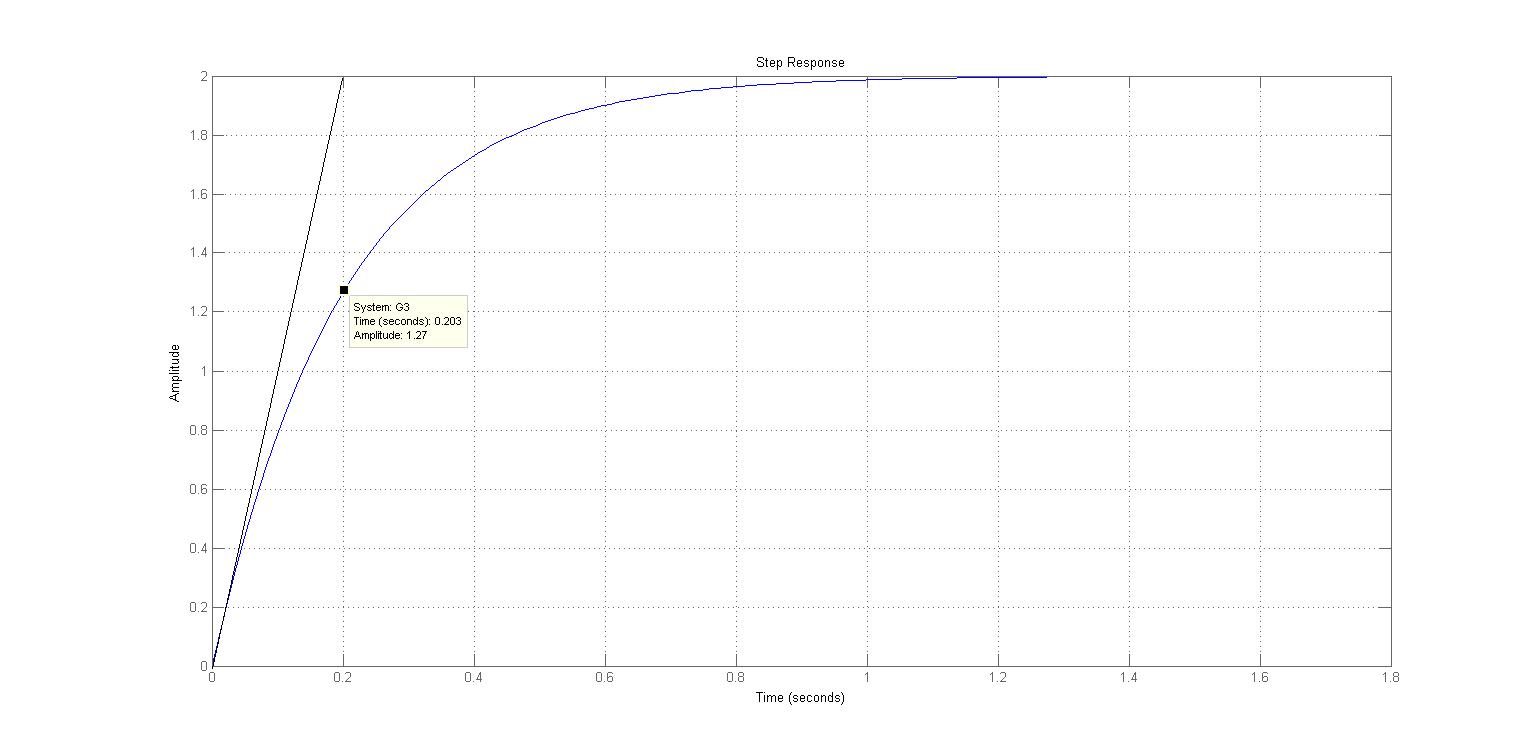 Step Response
2
1.8
1.6
1.4
1.2
System: G3
Time (seconds): 0.203
Amplitude: 1.27
1
0.8
0.6
0.4
0.2
0
Amplitude
0 0.2 0.4 0.6 0.8 1 1.2 1.4 1.6 1.8
Time (seconds)